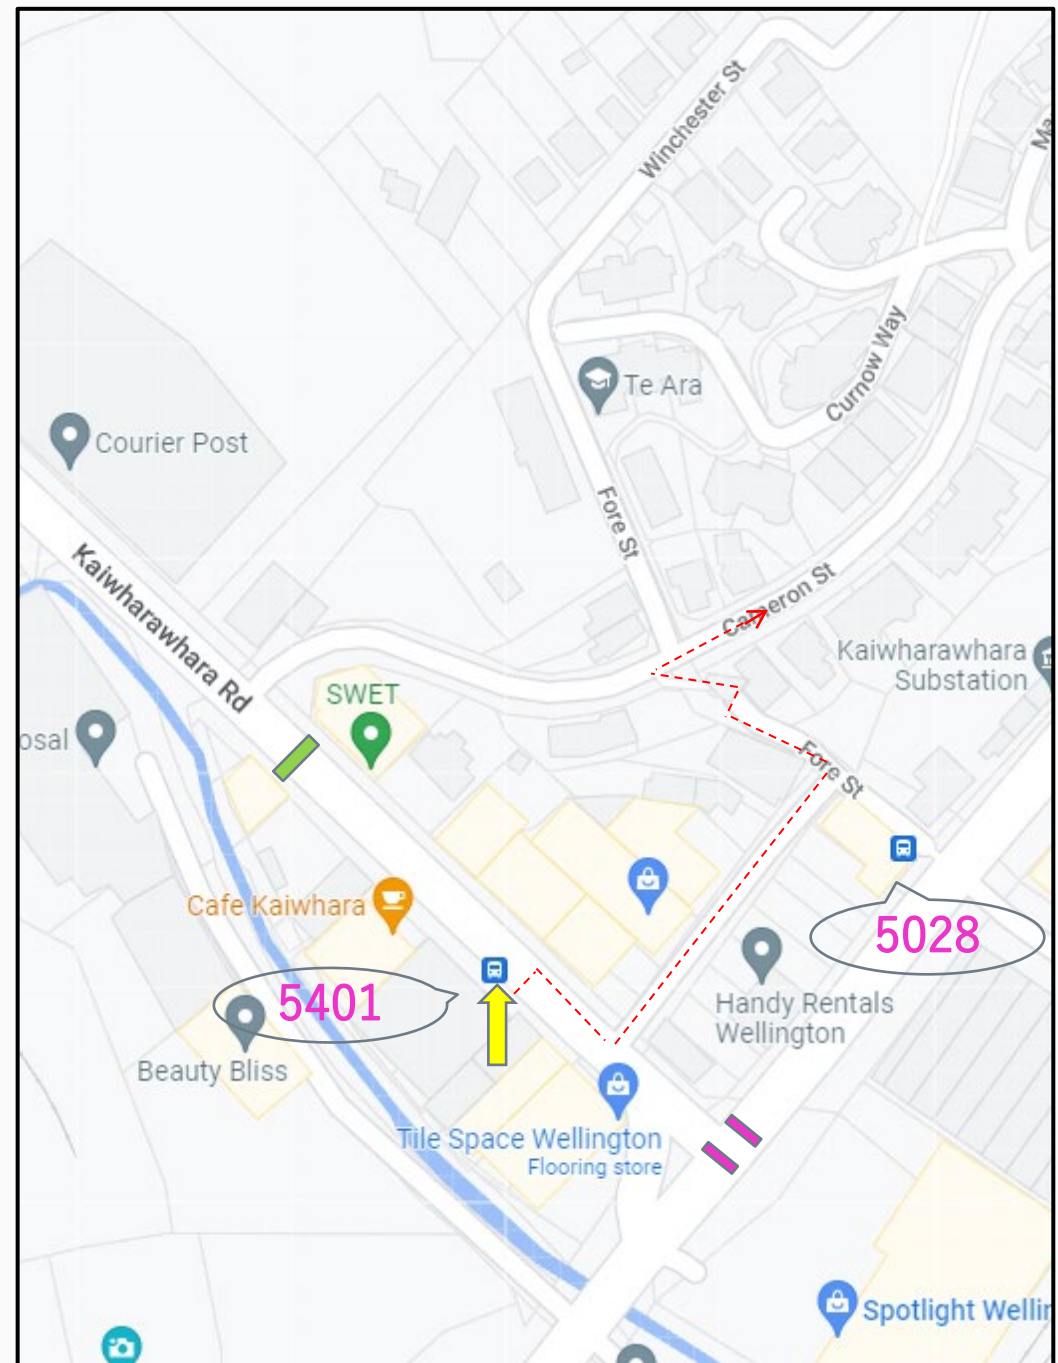 Winchester St
Ma
Te Ara
Curnow Way
Courier Post
Fore St
Kaiwharawhara Rd
Cameron St
Kaiwharawhara
Substation
SWET
osal
Fore St
Cafe Kaiwhara
5028
5401
Handy Rentals
Wellington
Beauty Bliss
Tile Space Wellington
Flooring store
Spotlight Wellin